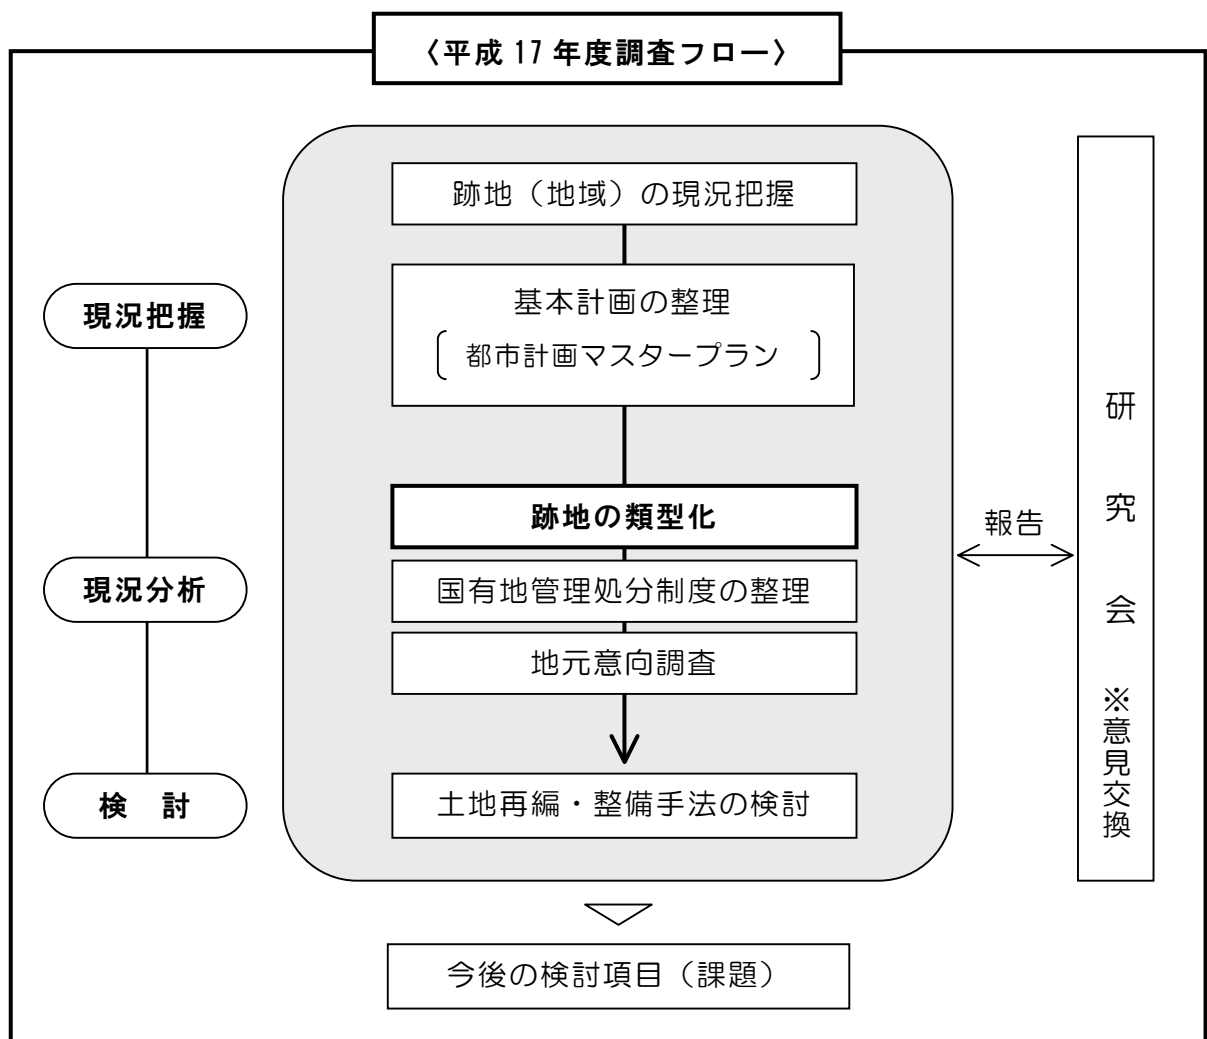 〈平成 17 年度調査フロー〉
跡地（地域）の現況把握
基本計画の整理
〔 都市計画マスタープラン 〕
跡地の類型化
国有地管理処分制度の整理
地元意向調査
土地再編・整備手法の検討
今後の検討項目（課題）
現況把握
現況分析
検　討
報告
研究会 ※意見交換